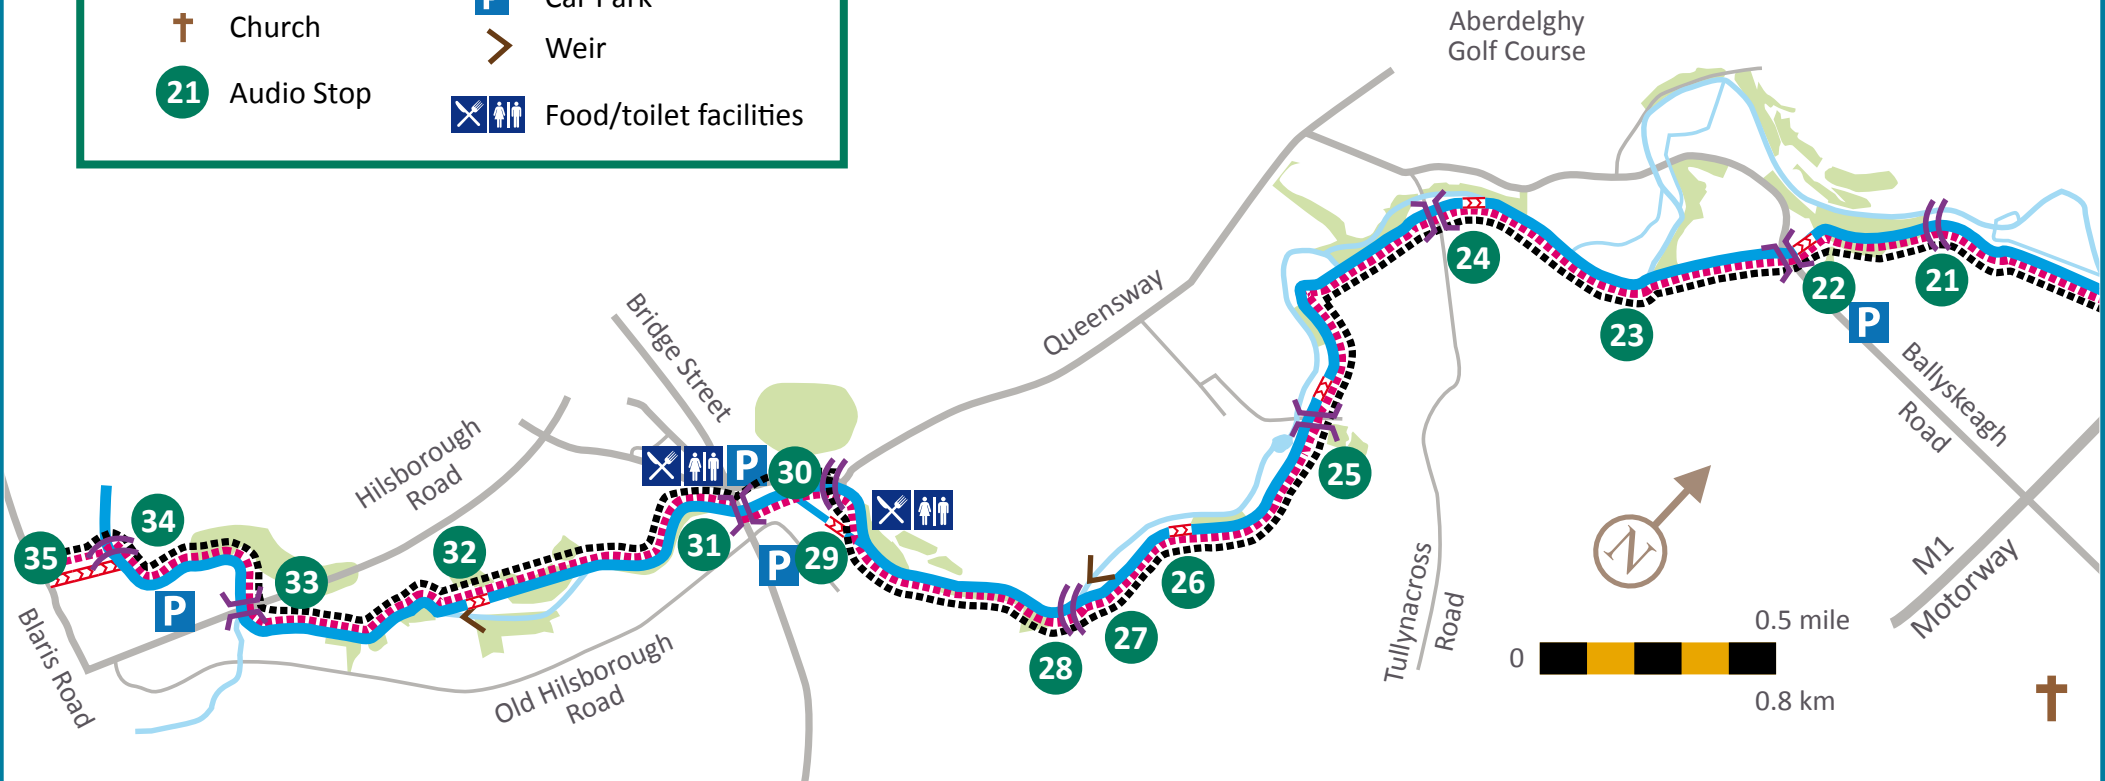 Car Park
Church
Weir
21
Audio Stop
Food/toilet facilities
Aberdelghy
Golf Course
24
22
21
23
P
Ballyskeagh
Road
Queensway
Bridge Street
25
Hilsborough
Road
P
30
34
35
33
32
31
P
29
26
27
28
P
Blaris Road
Old Hilsborough
Road
Tullynacross
Road
N
M1
Motorway
0
0.5 mile
0.8 km